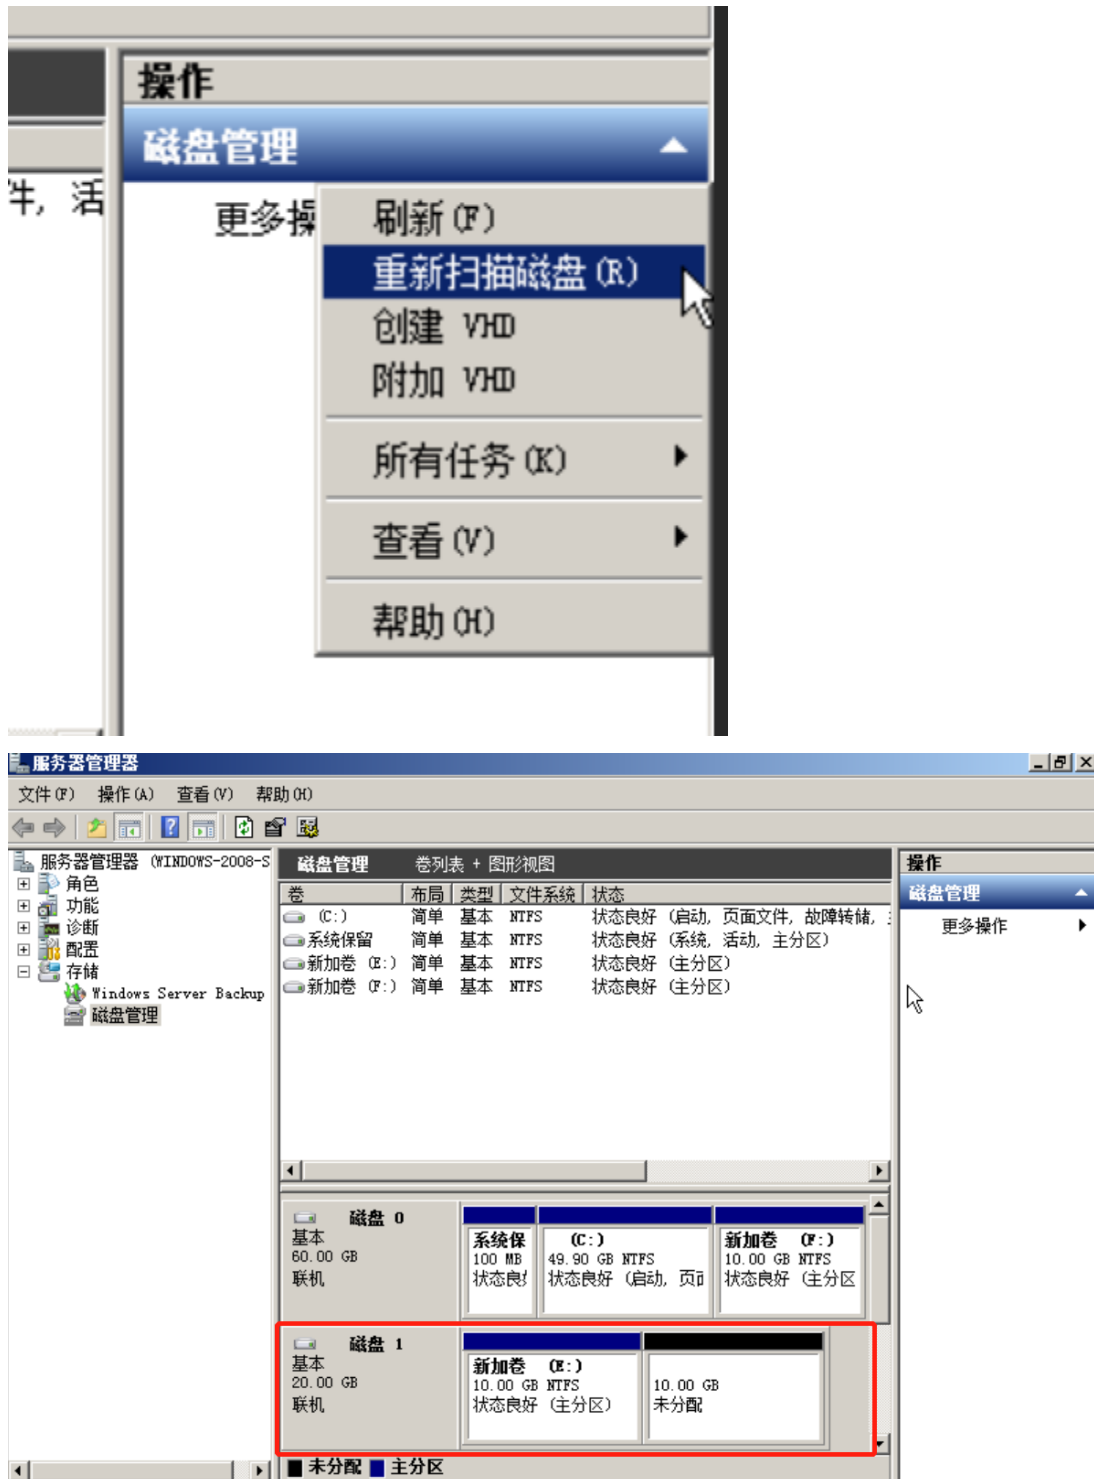 操作
磁盘管理
件, 活
更多操
刷新(F)
重新扫描磁盘(R)
创建 VHD
附加 VHD
所有任务(K)
查看(V)
帮助(H)
服务器管理器
文件(F) 操作(A) 查看(V) 帮助(H)
服务器管理器 (WINDOWS-2008-S
角色
功能
诊断
配置
存储
Windows Server Backup
磁盘管理
磁盘管理 卷列表 + 图形视图
卷 布局 类型 文件系统 状态
(C:) 简单 基本 NTFS 状态良好 (启动, 页面文件, 故障转储,
系统保留 简单 基本 NTFS 状态良好 (系统, 活动, 主分区)
新加卷 (E:) 简单 基本 NTFS 状态良好 (主分区)
新加卷 (F:) 简单 基本 NTFS 状态良好 (主分区)
操作
磁盘管理
更多操作
磁盘 0
基本
60.00 GB
联机
系统保
100 MB
状态良
(C:)
49.90 GB NTFS
状态良好 (启动, 页面
新加卷 (F:)
10.00 GB NTFS
状态良好 (主分区
磁盘 1
基本
20.00 GB
联机
新加卷 (E:)
10.00 GB NTFS
状态良好 (主分区)
10.00 GB
未分配
未分配 主分区